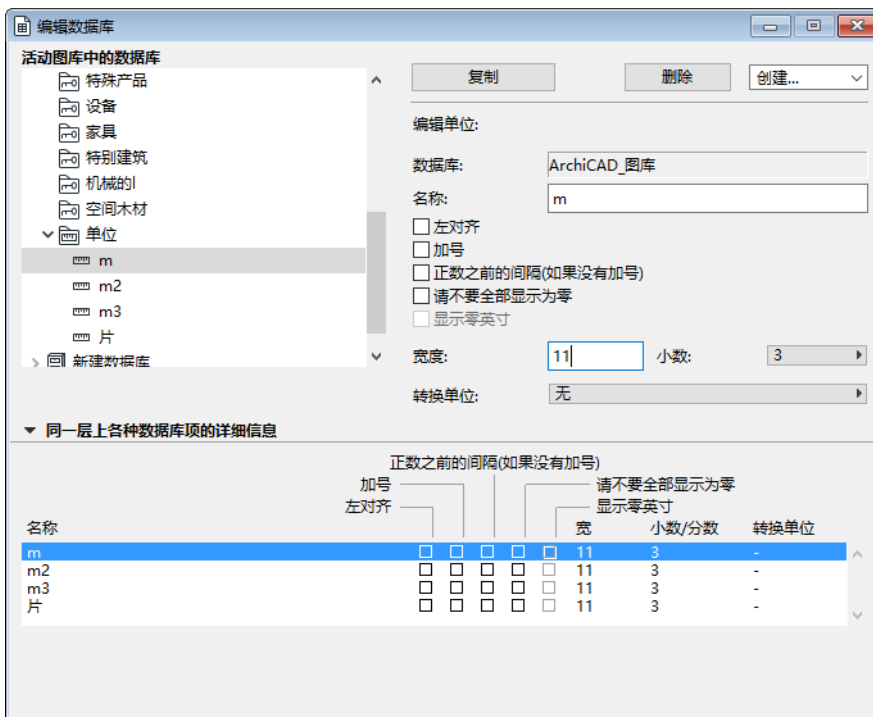 编辑数据库
活动图库中的数据库
特殊产品
设备
家具
特别建筑
机械的l
空间木材
单位
m
m2
m3
片
新建数据库
复制 删除 创建...
编辑单位:
数据库: ArchiCAD_图库
名称: m
左对齐
加号
正数之前的间隔(如果没有加号)
请不要全部显示为零
显示零英寸
宽度: 11 小数: 3
转换单位: 无
同一层上各种数据库项的详细信息
正数之前的间隔(如果没有加号)
加号 请不要全部显示为零
左对齐 显示零英寸
名称 宽 小数/分数 转换单位
m 11 3 -
m2 11 3 -
m3 11 3 -
片 11 3 -